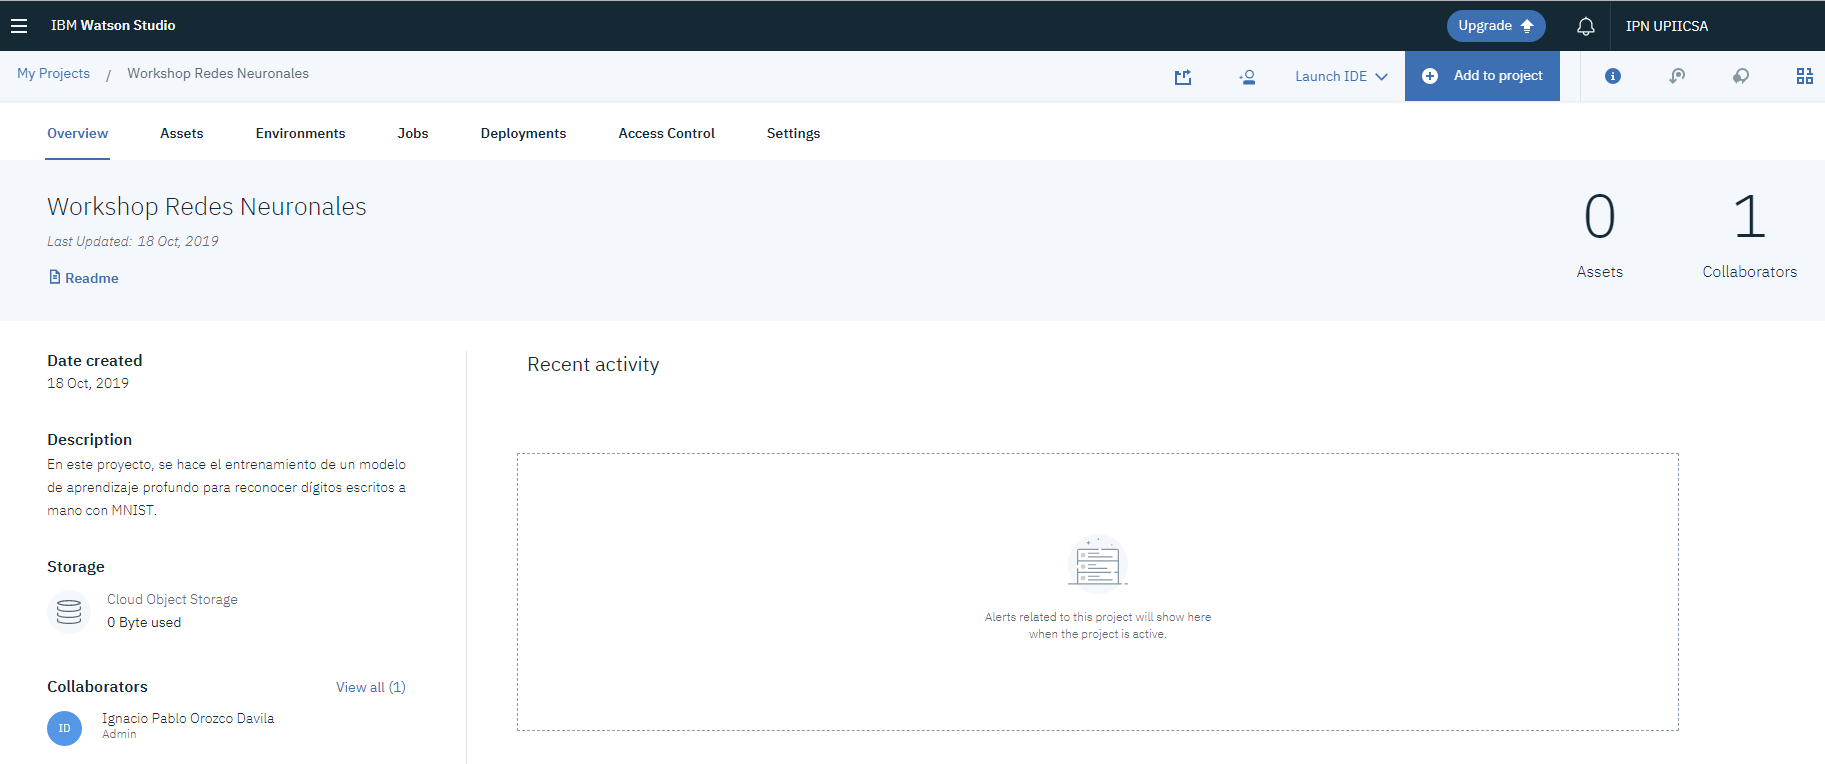 IBM Watson Studio
Upgrade
IPN UPIICSA
My Projects / Workshop Redes Neuronales
Launch IDE
Add to project
Overview
Assets
Environments
Jobs
Deployments
Access Control
Settings
Workshop Redes Neuronales
Last Updated: 18 Oct, 2019
Readme
0
Assets
1
Collaborators
Date created
18 Oct, 2019
Description
En este proyecto, se hace el entrenamiento de un modelo
de aprendizaje profundo para reconocer dígitos escritos a
mano con MNIST.
Storage
Cloud Object Storage
0 Byte used
Collaborators
View all (1)
ID
Ignacio Pablo Orozco Davila
Admin
Recent activity
Alerts related to this project will show here
when the project is active.